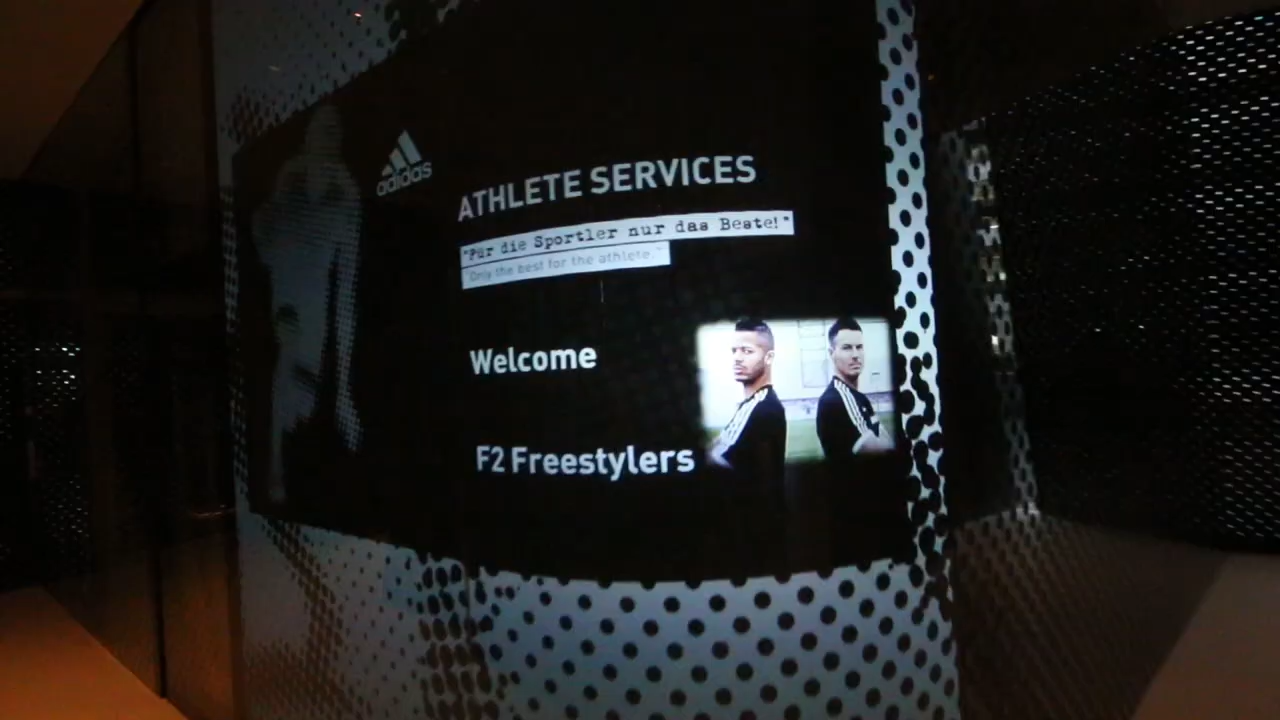 adidas
ATHLETE SERVICES
"Für die Sportler nur das Beste!"
"Only the best for the athlete."
Welcome
F2 Freestylers